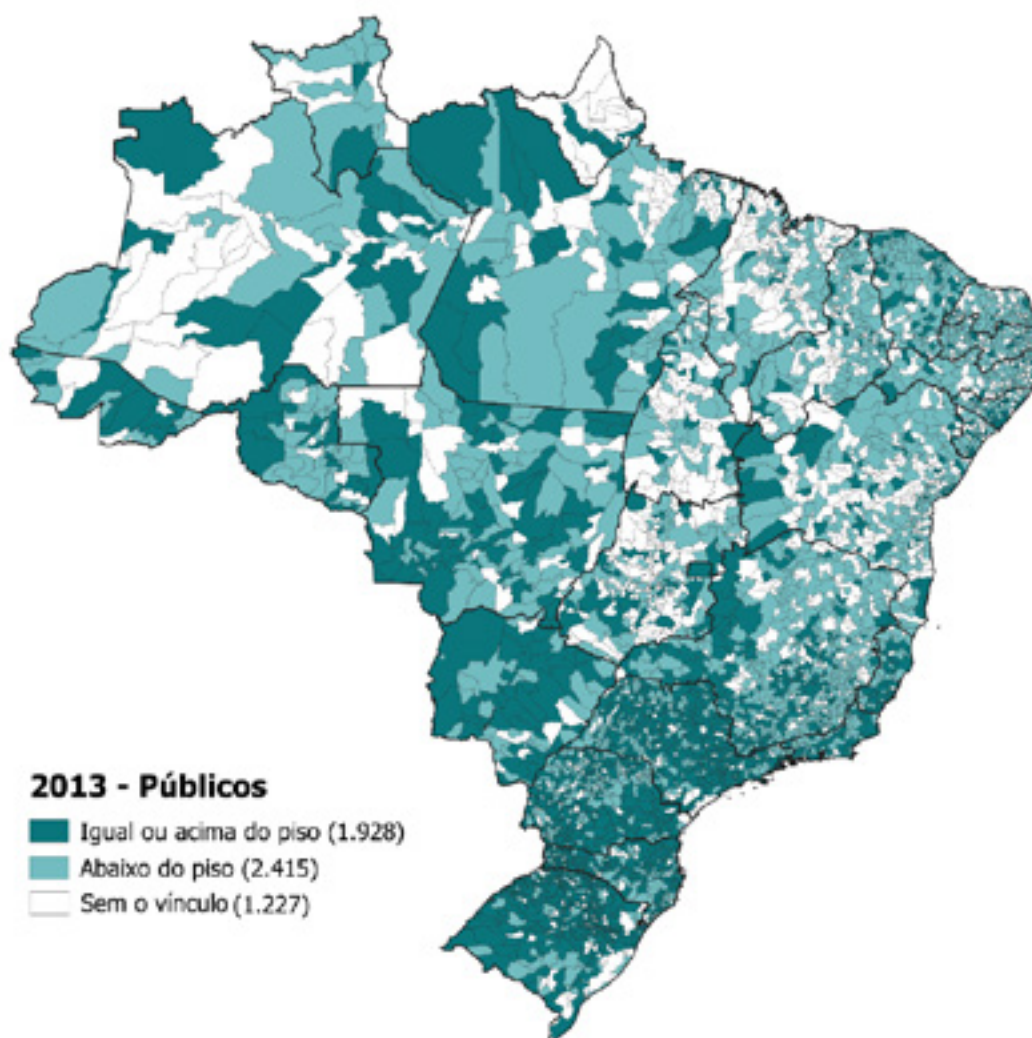 2013 - Públicos
Igual ou acima do piso (1.928)
Abaixo do piso (2.415)
Sem o vínculo (1.227)